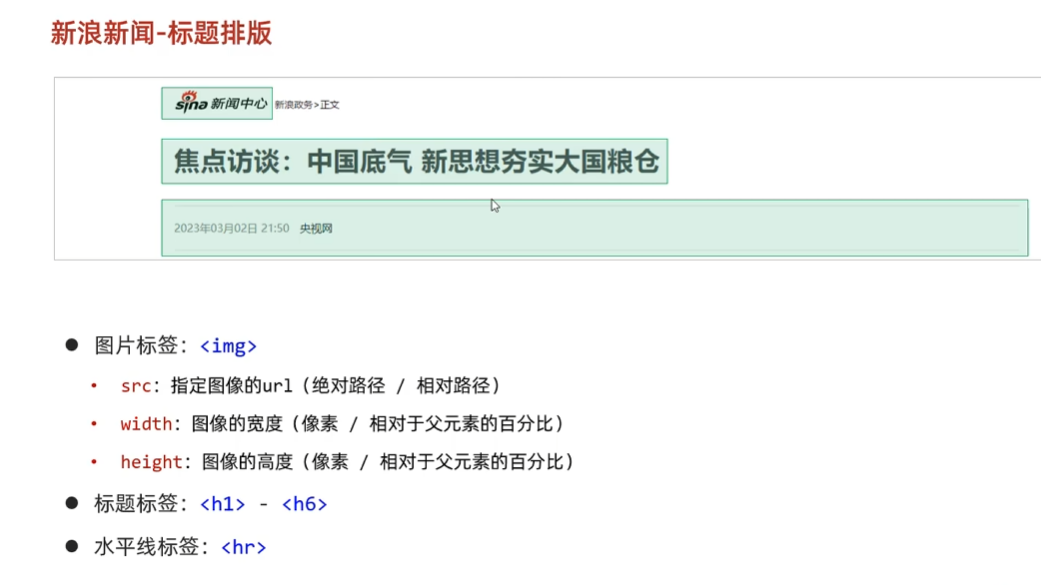 新浪新闻-标题排版
sina 新闻中心 新浪政务>正文
焦点访谈：中国底气 新思想夯实大国粮仓
2023年03月02日 21:50 央视网
● 图片标签：<img>
• src：指定图像的url（绝对路径 / 相对路径）
• width：图像的宽度（像素 / 相对于父元素的百分比）
• height：图像的高度（像素 / 相对于父元素的百分比）
● 标题标签：<h1> - <h6>
● 水平线标签：<hr>